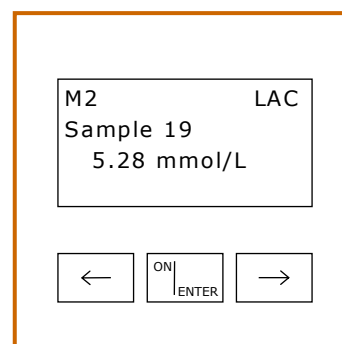 M2 LAC
Sample 19
5.28 mmol/L
ON
ENTER